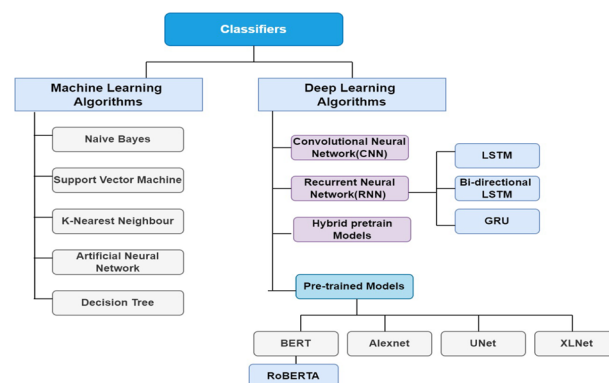 Classifiers
Machine Learning
Algorithms
Naive Bayes
Support Vector Machine
K-Nearest Neighbour
Artificial Neural
Network
Decision Tree
Deep Learning
Algorithms
Convolutional Neural
Network(CNN)
Recurrent Neural
Network(RNN)
Hybrid pretrain
Models
LSTM
Bi-directional
LSTM
GRU
Pre-trained Models
BERT
Alexnet
UNet
XLNet
RoBERTA